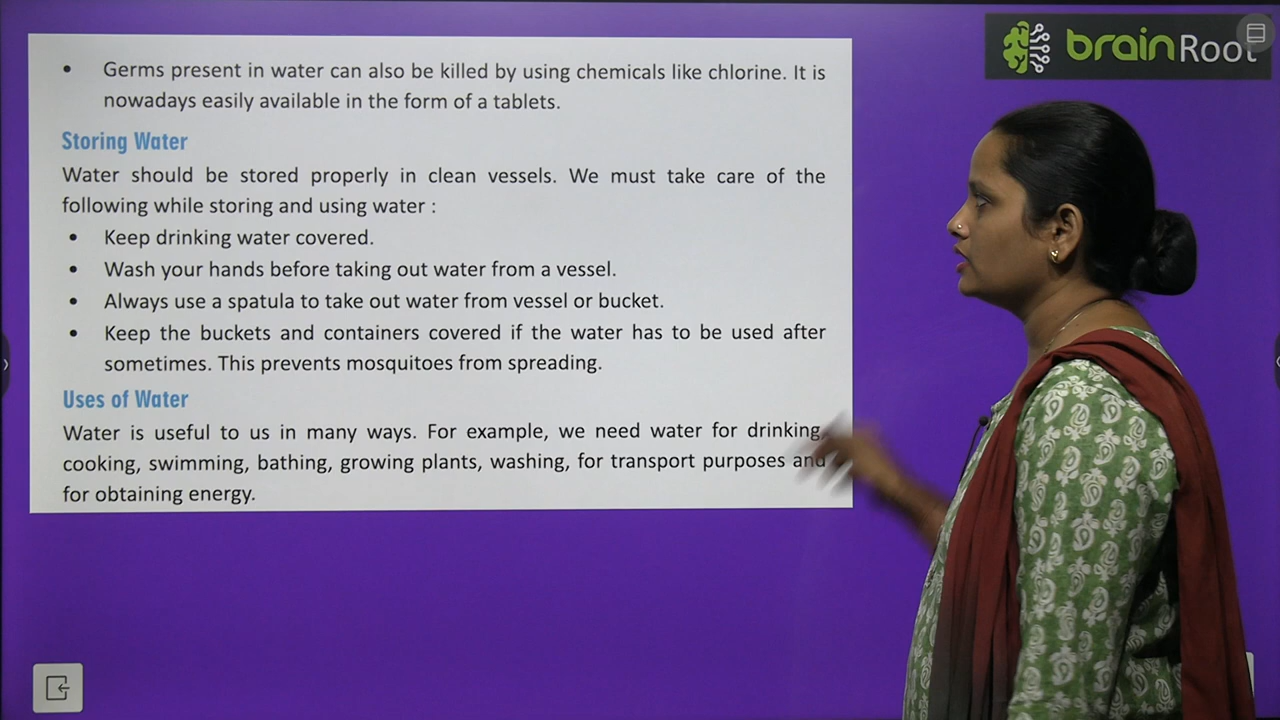 brainRoot
• Germs present in water can also be killed by using chemicals like chlorine. It is
nowadays easily available in the form of a tablets.
Storing Water
Water should be stored properly in clean vessels. We must take care of the
following while storing and using water :
• Keep drinking water covered.
• Wash your hands before taking out water from a vessel.
• Always use a spatula to take out water from vessel or bucket.
• Keep the buckets and containers covered if the water has to be used after
sometimes. This prevents mosquitoes from spreading.
Uses of Water
Water is useful to us in many ways. For example, we need water for drinking,
cooking, swimming, bathing, growing plants, washing, for transport purposes and
for obtaining energy.